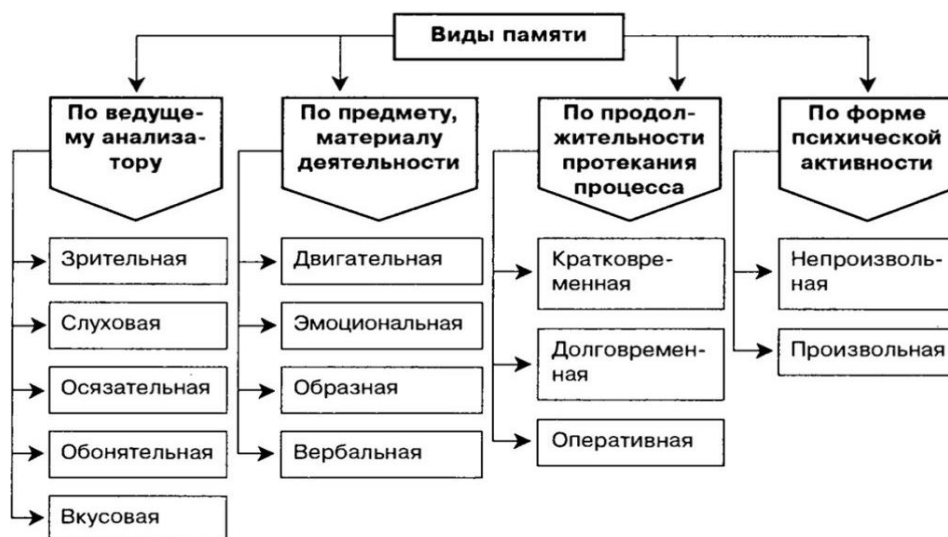 Виды памяти
По ведуще-
му анализа-
тору
Зрительная
Слуховая
Осязательная
Обонятельная
Вкусовая
По предмету,
материалу
деятельности
Двигательная
Эмоциональная
Образная
Вербальная
По продол-
жительности
протекания
процесса
Кратковре-
менная
Долговремен-
ная
Оперативная
По форме
психической
активности
Непроизволь-
ная
Произвольная